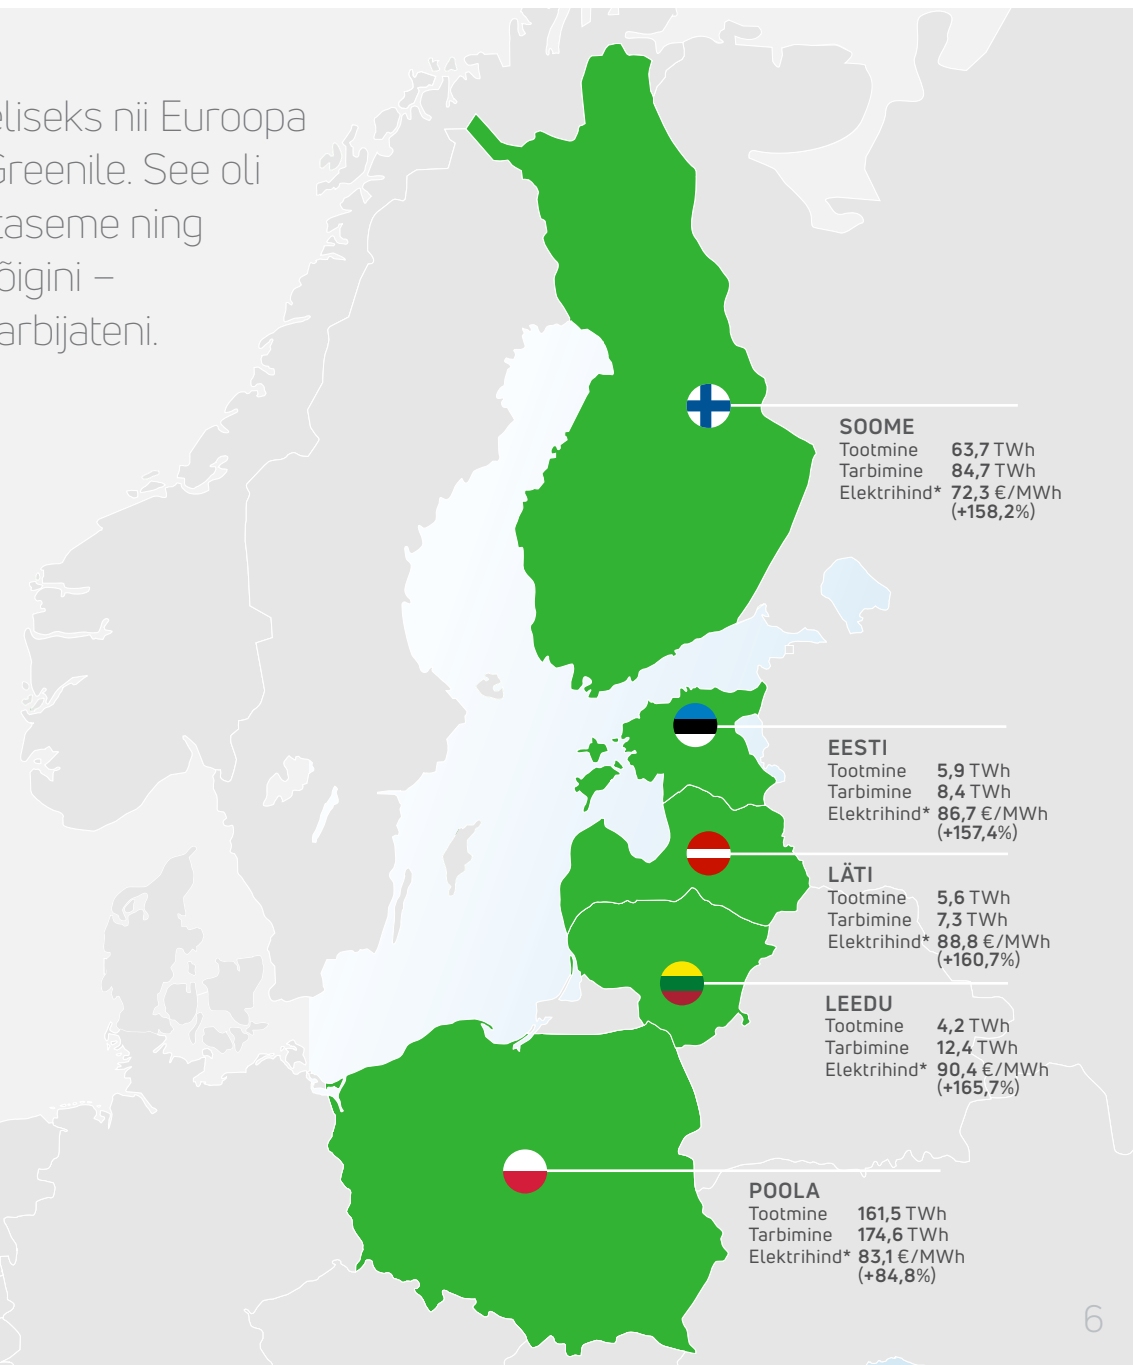 eliseks nii Euroopa
Greenile. See oli
taseme ning
õigini –
arbijateni.
SOOME
Tootmine 63,7 TWh
Tarbimine 84,7 TWh
Elektrihind* 72,3 €/MWh
(+158,2%)
EESTI
Tootmine 5,9 TWh
Tarbimine 8,4 TWh
Elektrihind* 86,7 €/MWh
(+157,4%)
LÄTI
Tootmine 5,6 TWh
Tarbimine 7,3 TWh
Elektrihind* 88,8 €/MWh
(+160,7%)
LEEDU
Tootmine 4,2 TWh
Tarbimine 12,4 TWh
Elektrihind* 90,4 €/MWh
(+165,7%)
POOLA
Tootmine 161,5 TWh
Tarbimine 174,6 TWh
Elektrihind* 83,1 €/MWh
(+84,8%)
6